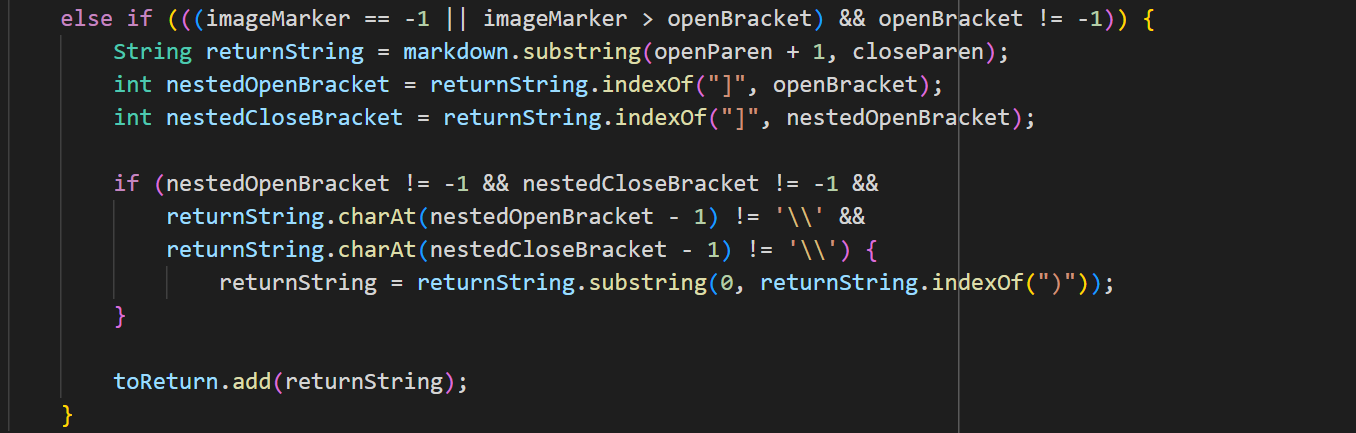 else if (((imageMarker == -1 || imageMarker > openBracket) && openBracket != -1)) {
String returnString = markdown.substring(openParen + 1, closeParen);
int nestedOpenBracket = returnString.indexOf("]", openBracket);
int nestedCloseBracket = returnString.indexOf("]", nestedOpenBracket);
if (nestedOpenBracket != -1 && nestedCloseBracket != -1 &&
returnString.charAt(nestedOpenBracket - 1) != '\\' &&
returnString.charAt(nestedCloseBracket - 1) != '\\') {
returnString = returnString.substring(0, returnString.indexOf(")"));
}
toReturn.add(returnString);
}